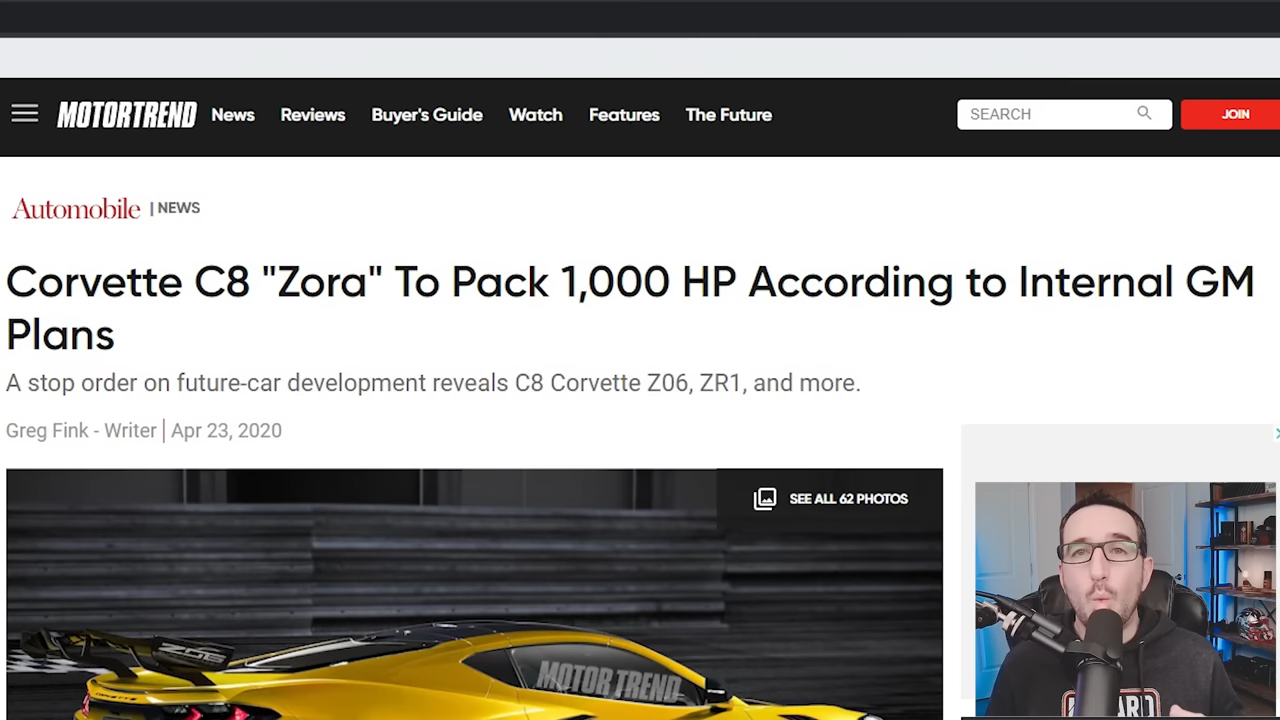 MOTORTREND News Reviews Buyer's Guide Watch Features The Future SEARCH JOIN
Automobile | NEWS
Corvette C8 "Zora" To Pack 1,000 HP According to Internal GM
Plans
A stop order on future-car development reveals C8 Corvette Z06, ZR1, and more.
Greg Fink - Writer | Apr 23, 2020
SEE ALL 62 PHOTOS
Z06
MOTOR TREND
CORVETTE